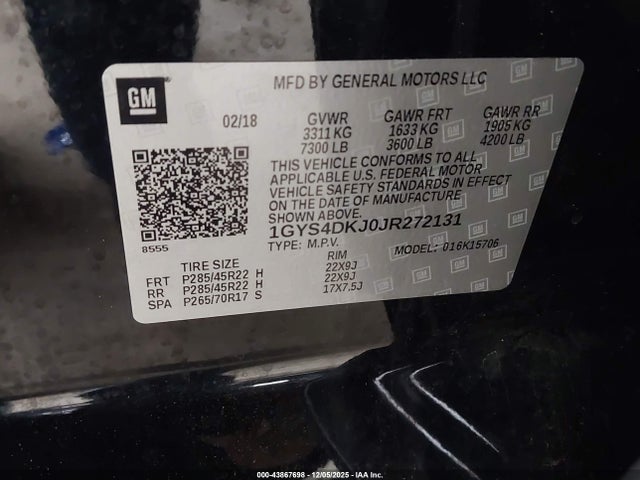 GM
MFD BY GENERAL MOTORS LLC
02/18 GVWR GAWR FRT GAWR RR
3311 KG 1633 KG 1905 KG
7300 LB 3600 LB 4200 LB
THIS VEHICLE CONFORMS TO ALL
APPLICABLE U.S. FEDERAL MOTOR
VEHICLE SAFETY STANDARDS IN EFFECT
ON THE DATE OF MANUFACTURE
SHOWN ABOVE.
1GYS4DKJ0JR272131
8555
TYPE: M.P.V. MODEL: 016K15706
TIRE SIZE RIM
FRT P285/45R22 H 22X9J
RR P285/45R22 H 22X9J
SPA P265/70R17 S 17X7.5J
000-43867698 - 12/05/2025 - IAA Inc.